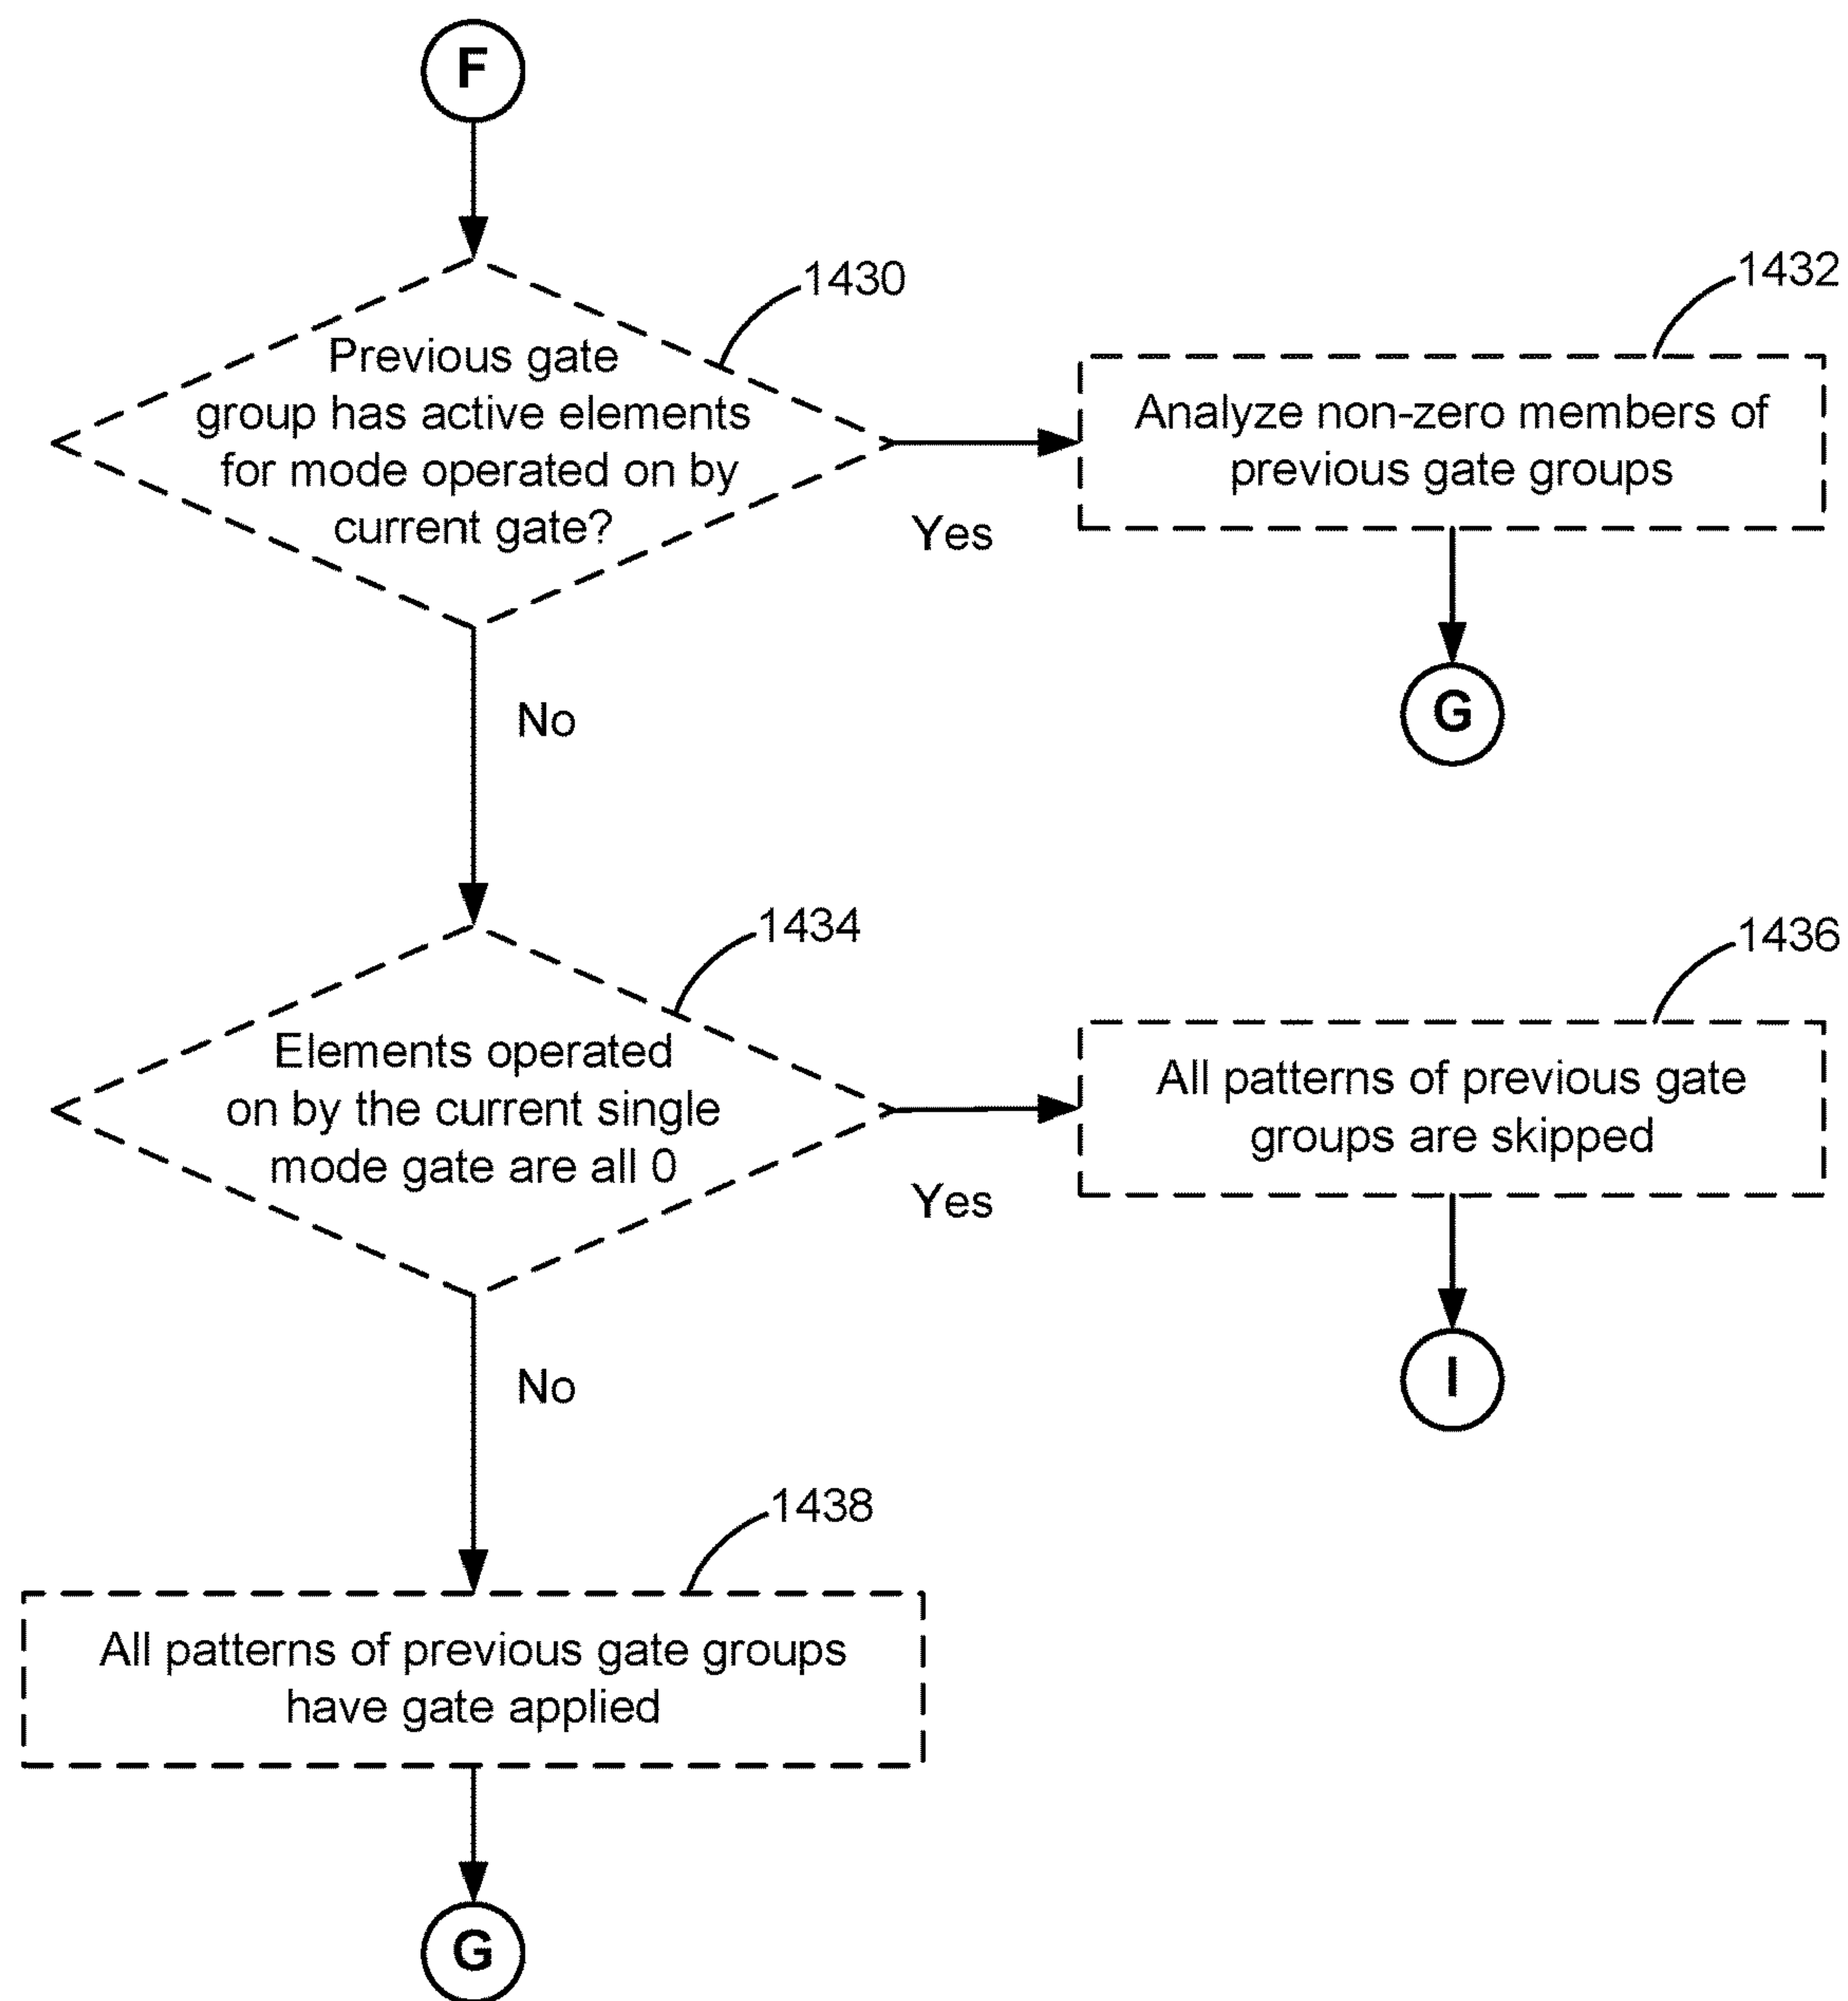 F
1430
Previous gate
group has active elements
for mode operated on by
current gate?
Yes
No
1432
Analyze non-zero members of
previous gate groups
G
1434
Elements operated
on by the current single
mode gate are all 0
Yes
No
1436
All patterns of previous gate
groups are skipped
I
1438
All patterns of previous gate groups
have gate applied
G